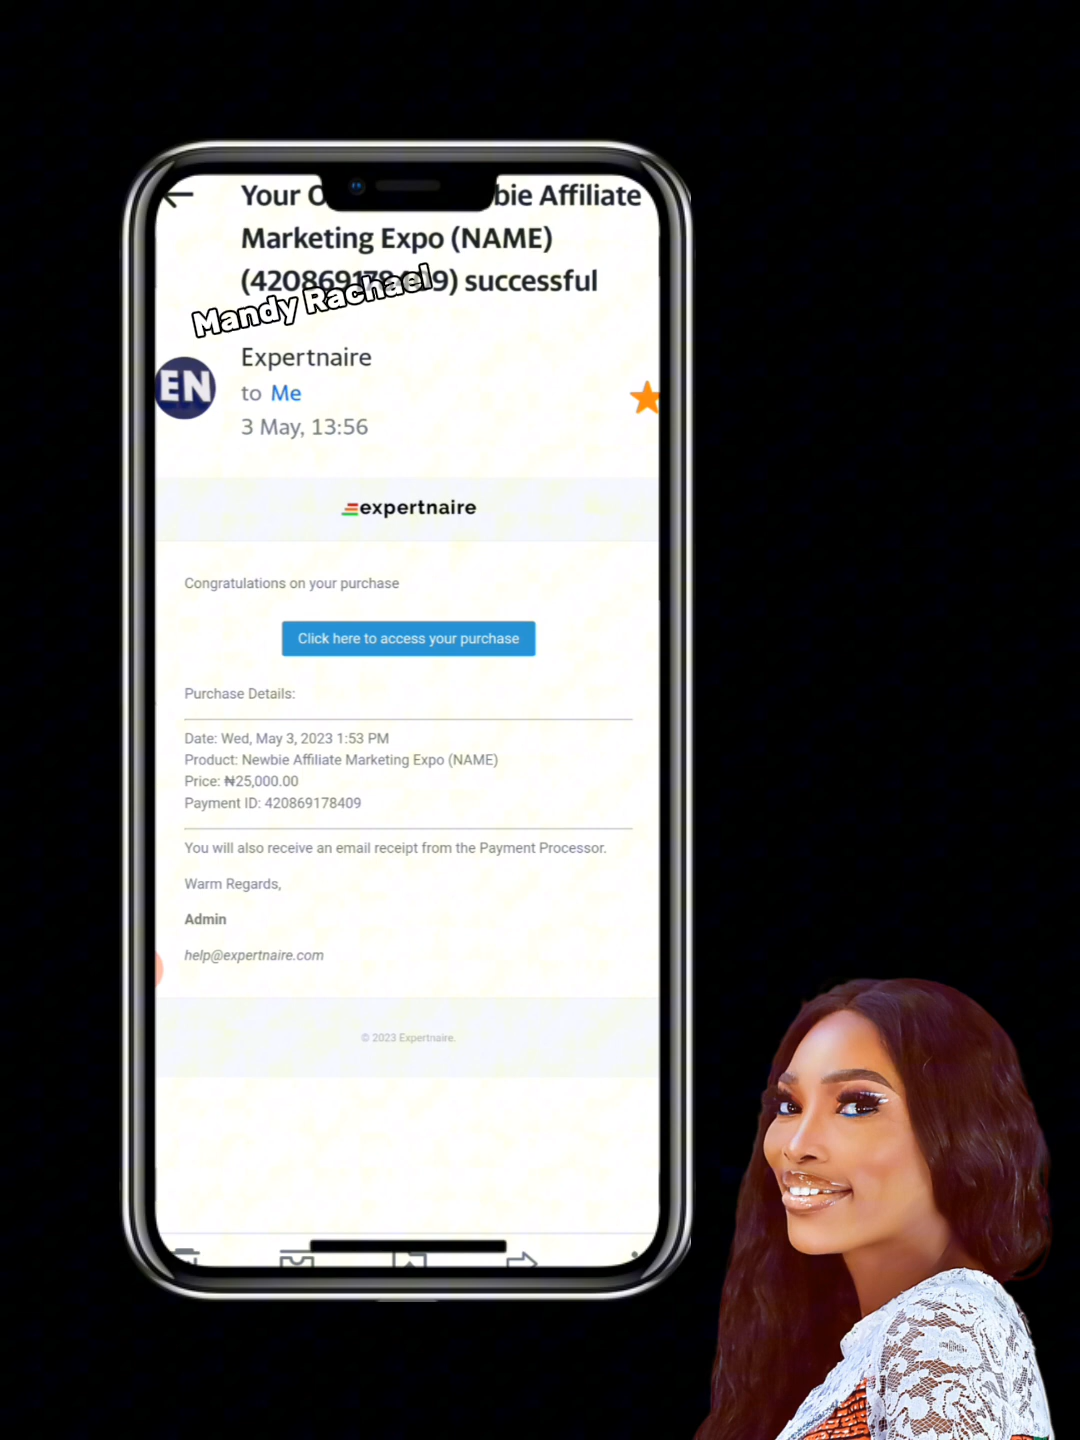 Your O bie Affiliate
Marketing Expo (NAME)
(420869178409) successful
Mandy Rachael
EN
Expertnaire
to Me
3 May, 13:56
expertnaire
Congratulations on your purchase
Click here to access your purchase
Purchase Details:
Date: Wed, May 3, 2023 1:53 PM
Product: Newbie Affiliate Marketing Expo (NAME)
Price: ₦25,000.00
Payment ID: 420869178409
You will also receive an email receipt from the Payment Processor.
Warm Regards,
Admin
help@expertnaire.com
© 2023 Expertnaire.